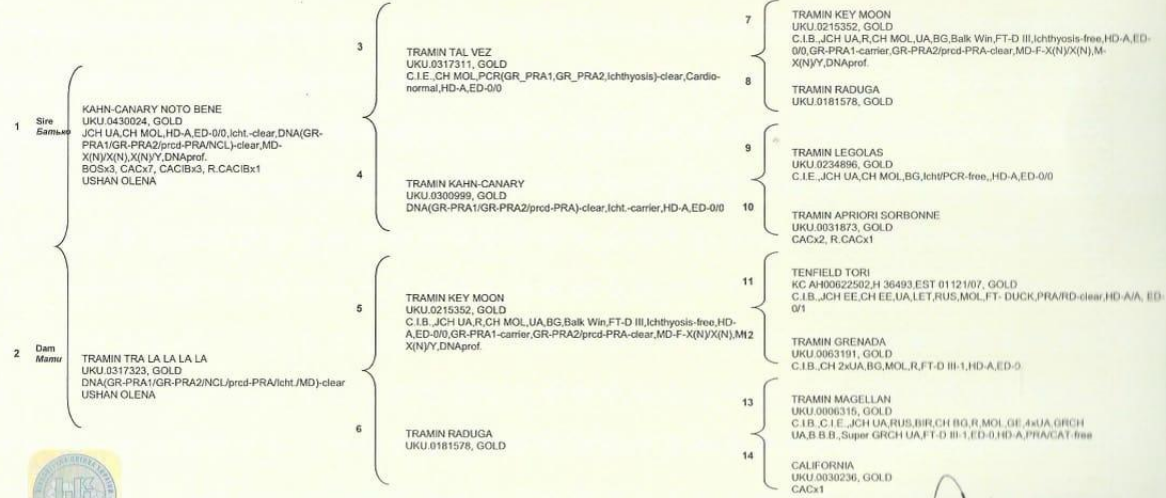 1
Sire
Батько
KAHN-CANARY NOTO BENE
UKU.0430024, GOLD
JCH UA,CH MOL,HD-A,ED-0/0,Icht.-clear,DNA(GR-
PRA1/GR-PRA2/prcd-PRA/NCL)-clear,MD-
X(N)/X(N),X(N)/Y,DNAprof.
BOSx3, CACx7, CACIBx3, R.CACIBx1
USHAN OLENA
2
Dam
Мати
TRAMIN TRA LA LA LA LA
UKU.0317323, GOLD
DNA(GR-PRA1/GR-PRA2/NCL/prcd-PRA/Icht./MD)-clear
USHAN OLENA
3
TRAMIN TAL VEZ
UKU.0317311, GOLD
C.I.E.,CH MOL,PCR(GR_PRA1,GR_PRA2,Ichthyosis)-clear,Cardio-
normal,HD-A,ED-0/0
4
TRAMIN KAHN-CANARY
UKU.0300999, GOLD
DNA(GR-PRA1/GR-PRA2/prcd-PRA)-clear,Icht.-carrier,HD-A,ED-0/0
5
TRAMIN KEY MOON
UKU.0215352, GOLD
C.I.B.,JCH UA,R,CH MOL,UA,BG,Balk Win,FT-D III,Ichthyosis-free,HD-
A,ED-0/0,GR-PRA1-carrier,GR-PRA2/prcd-PRA-clear,MD-F-X(N)/X(N),M-
X(N)/Y,DNAprof.
6
TRAMIN RADUGA
UKU.0181578, GOLD
7
TRAMIN KEY MOON
UKU.0215352, GOLD
C.I.B.,JCH UA,R,CH MOL,UA,BG,Balk Win,FT-D III,Ichthyosis-free,HD-A,ED-
0/0,GR-PRA1-carrier,GR-PRA2/prcd-PRA-clear,MD-F-X(N)/X(N),M-
X(N)/Y,DNAprof.
8
TRAMIN RADUGA
UKU.0181578, GOLD
9
TRAMIN LEGOLAS
UKU.0234896, GOLD
C.I.E.,JCH UA,CH MOL,BG,Icht/PCR-free,,HD-A,ED-0/0
10
TRAMIN APRIORI SORBONNE
UKU.0031873, GOLD
CACx2, R.CACx1
11
TENFIELD TORI
KC AH00622502,H 36493,EST 01121/07, GOLD
C.I.B.,JCH EE,CH EE,UA,LET,RUS,MOL,FT- DUCK,PRA/RD-clear,HD-A/A, ED-
0/1
12
TRAMIN GRENADA
UKU.0063191, GOLD
C.I.B.,CH 2xUA,BG,MOL,R,FT-D III-1,HD-A,ED-0
13
TRAMIN MAGELLAN
UKU.0006315, GOLD
C.I.B.,C.I.E.,JCH UA,RUS,BIR,CH BG,R,MOL,GE,4xUA,GRCH
UA,B.B.B.,Super GRCH UA,FT-D III-1,ED-0,HD-A,PRA/CAT-free
14
CALIFORNIA
UKU.0030236, GOLD
CACx1